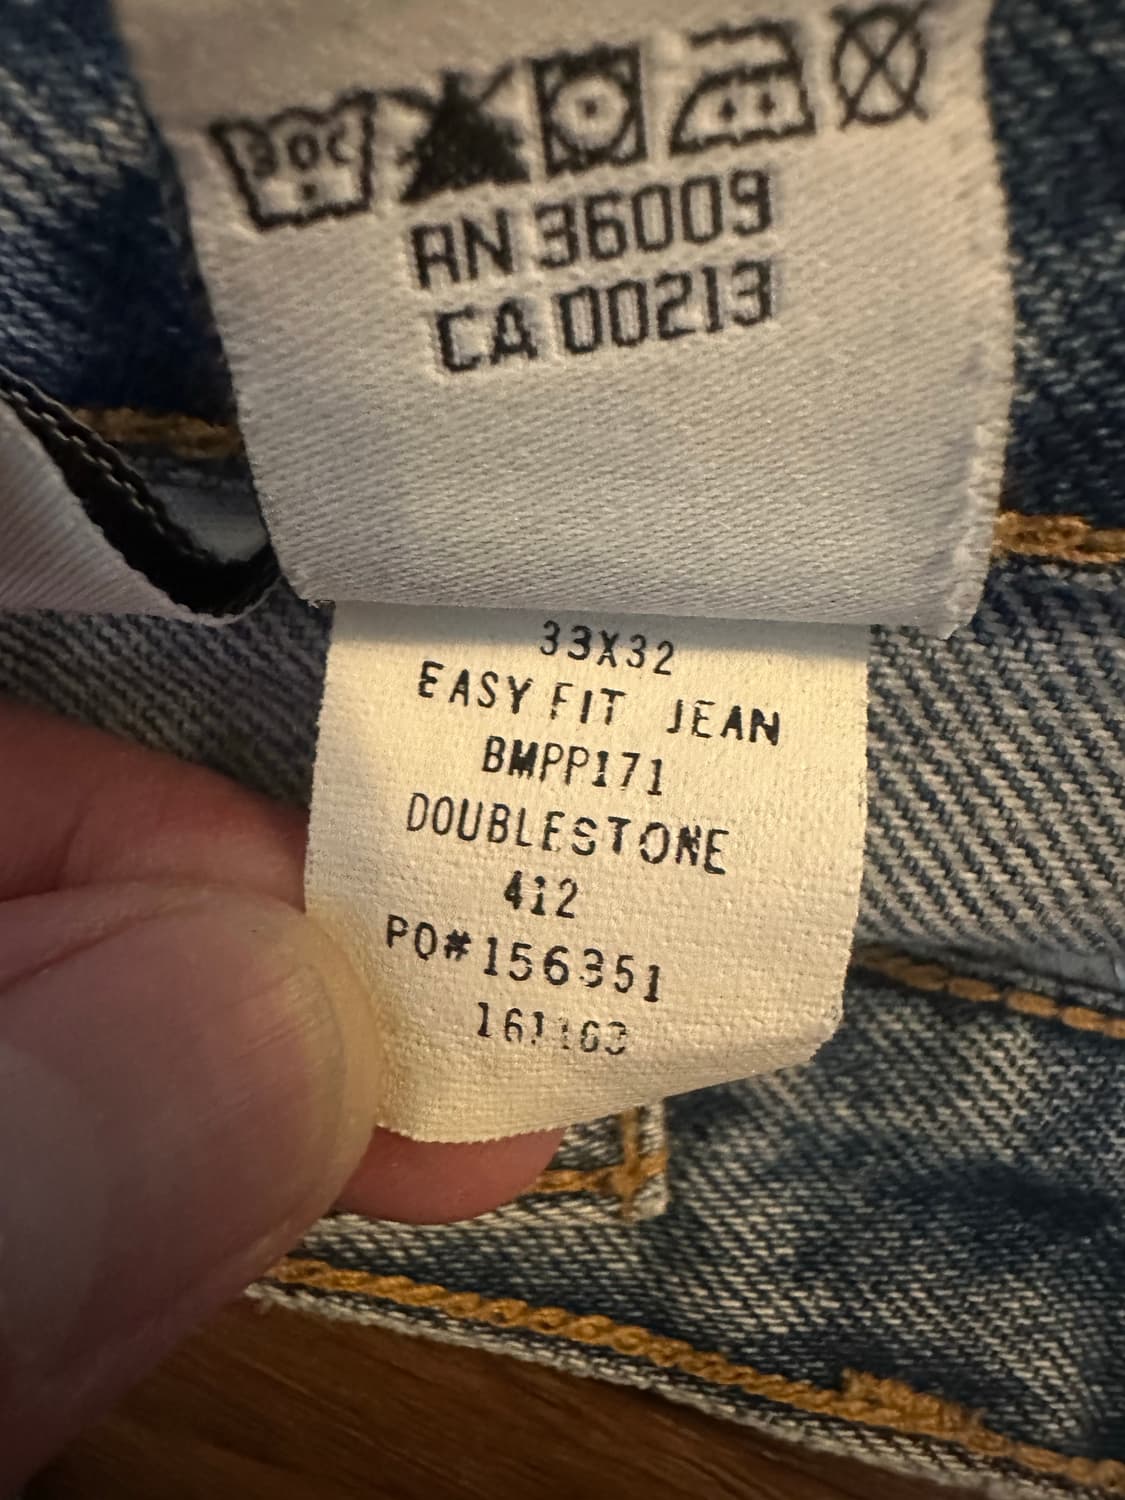 30C
RN 36009
CA 00213
33X32
EASY FIT JEAN
BMPP171
DOUBLESTONE
412
PO#156351